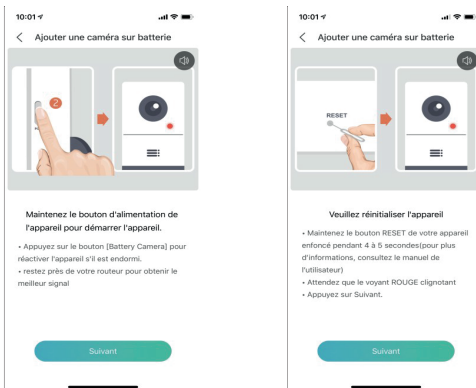 10:01
Ajouter une caméra sur batterie
2
Maintenez le bouton d'alimentation de
l'appareil pour démarrer l'appareil.
• Appuyez sur le bouton [Battery Camera] pour
réactiver l'appareil s'il est endormi.
• restez près de votre routeur pour obtenir le
meilleur signal
Suivant
10:01
Ajouter une caméra sur batterie
RESET
Veuillez réinitialiser l'appareil
• Maintenez le bouton RESET de votre appareil
enfoncé pendant 4 à 5 secondes(pour plus
d'informations, consultez le manuel de
l'utilisateur)
• Attendez que le voyant ROUGE clignotant
• Appuyez sur Suivant.
Suivant